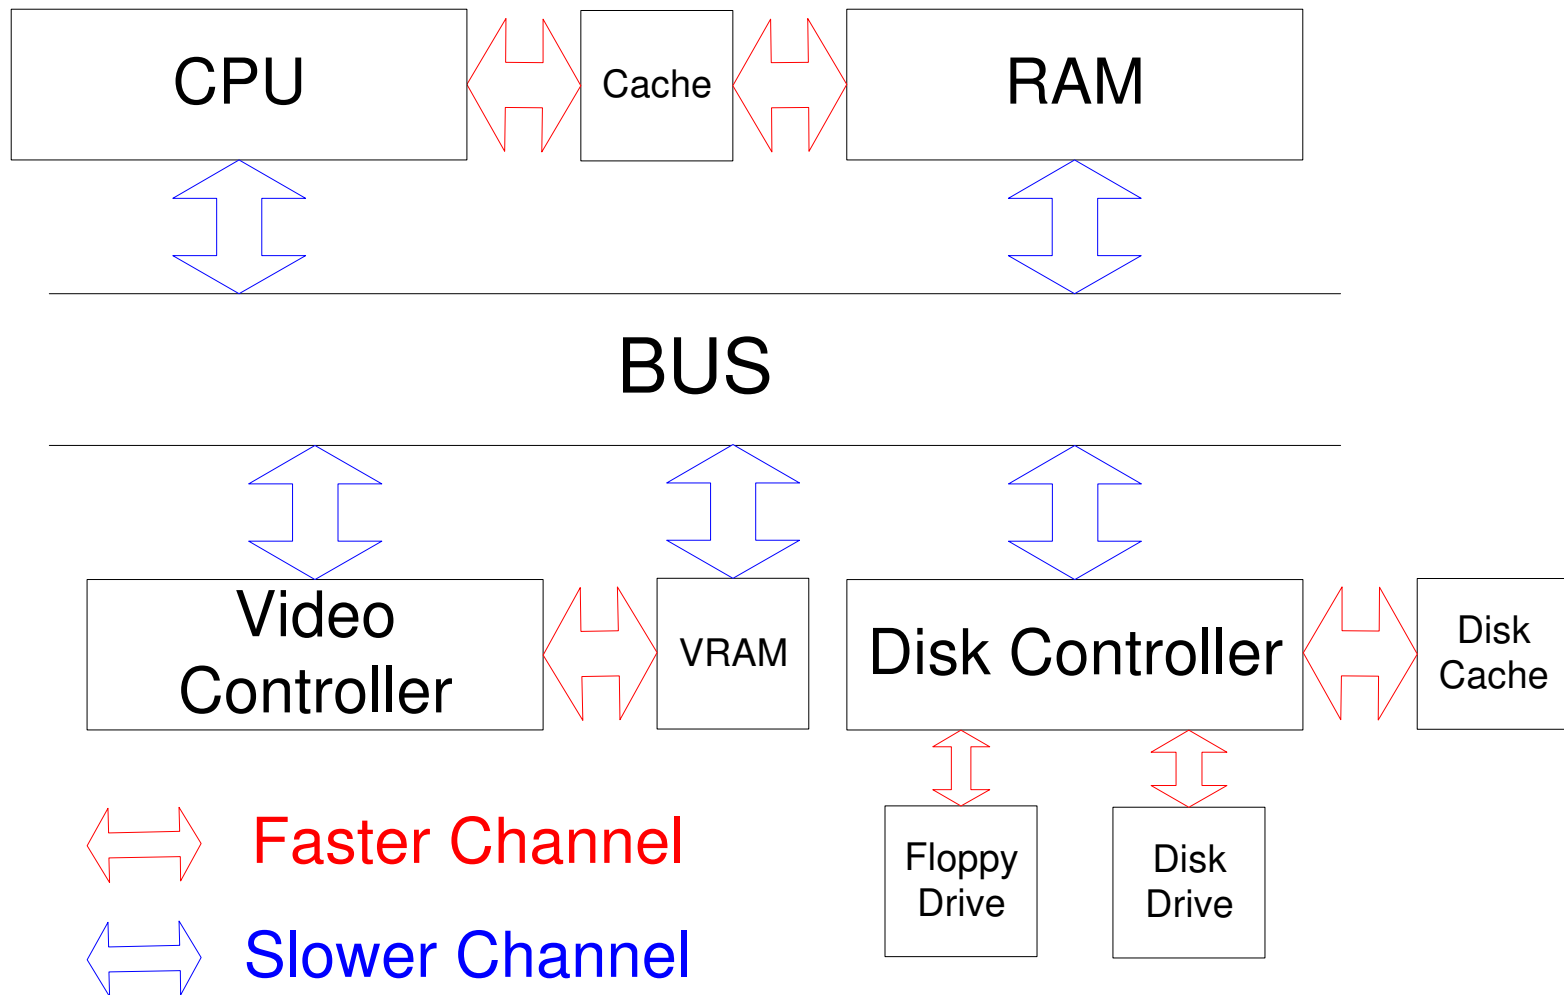 CPU
Cache
RAM
BUS
Video
Controller
VRAM
Disk Controller
Disk
Cache
Floppy
Drive
Disk
Drive
Faster Channel
Slower Channel